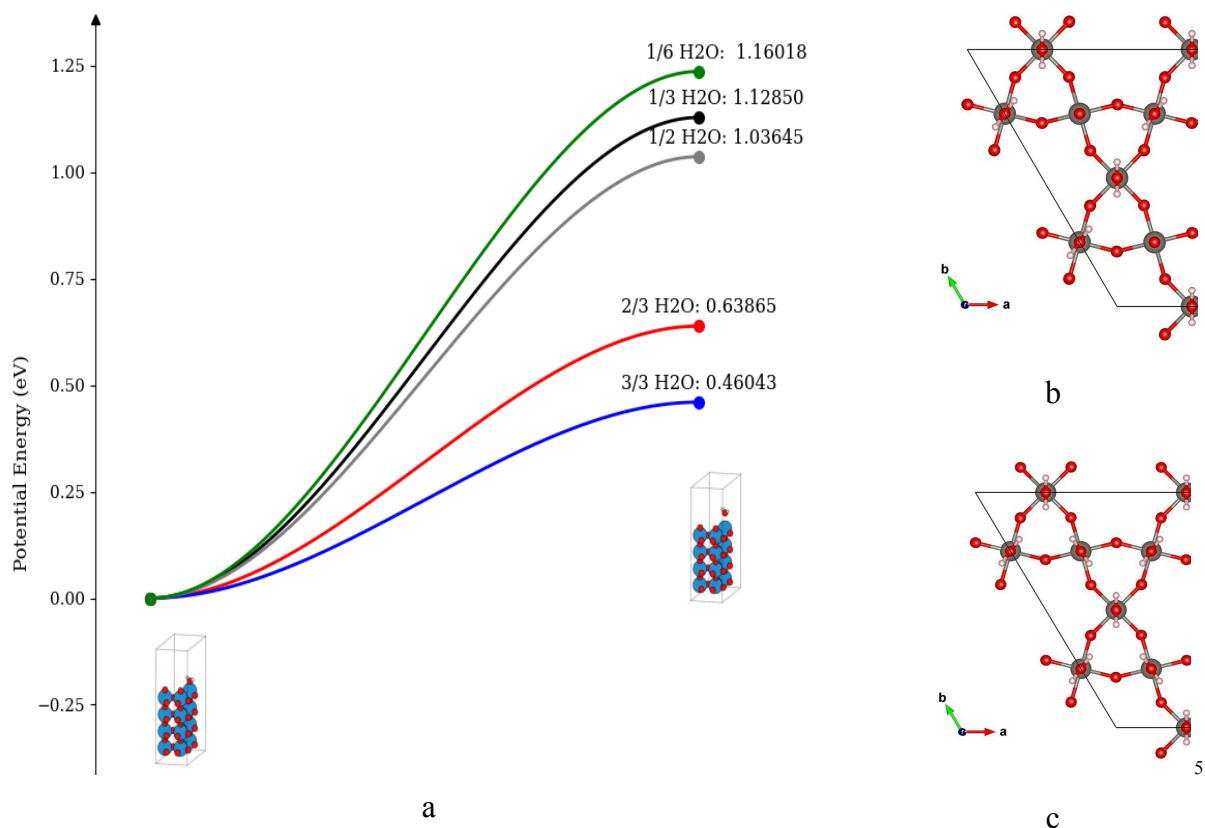 1.25
1.00
0.75
0.50
0.25
0.00
−0.25
Potential Energy (eV)
1/6 H2O: 1.16018
1/3 H2O: 1.12850
1/2 H2O: 1.03645
2/3 H2O: 0.63865
3/3 H2O: 0.46043
a
b
c a
b
b
c a
5
c